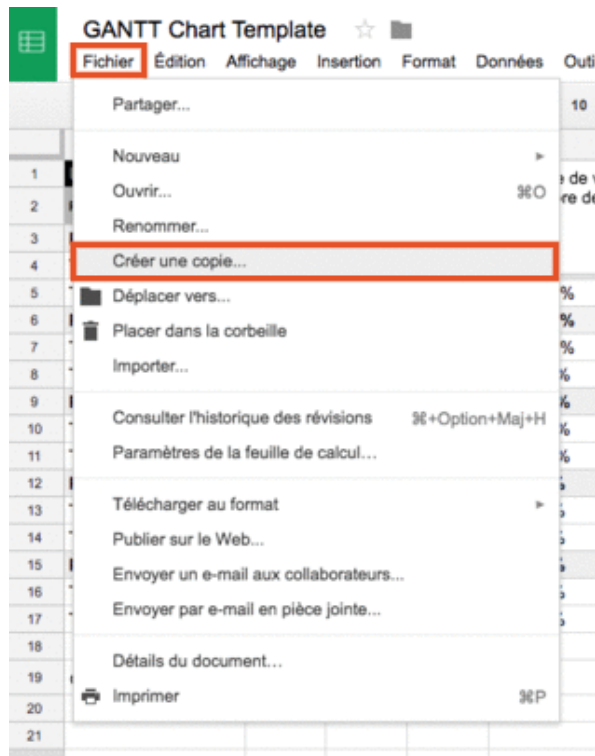 GANTT Chart Template
Fichier Édition Affichage Insertion Format Données Outi
Partager...
10
Nouveau
1
Ouvrir... ⌘O
2
Renommer...
3
Créer une copie...
4
Déplacer vers...
5 %
Placer dans la corbeille
6 %
7 %
Importer...
8 %
9 %
Consulter l'historique des révisions ⌘+Option+Maj+H
10 %
Paramètres de la feuille de calcul...
11 %
12
Télécharger au format
13
Publier sur le Web...
14
Envoyer un e-mail aux collaborateurs...
15
16
Envoyer par e-mail en pièce jointe...
17
18
Détails du document...
19
Imprimer ⌘P
20
21